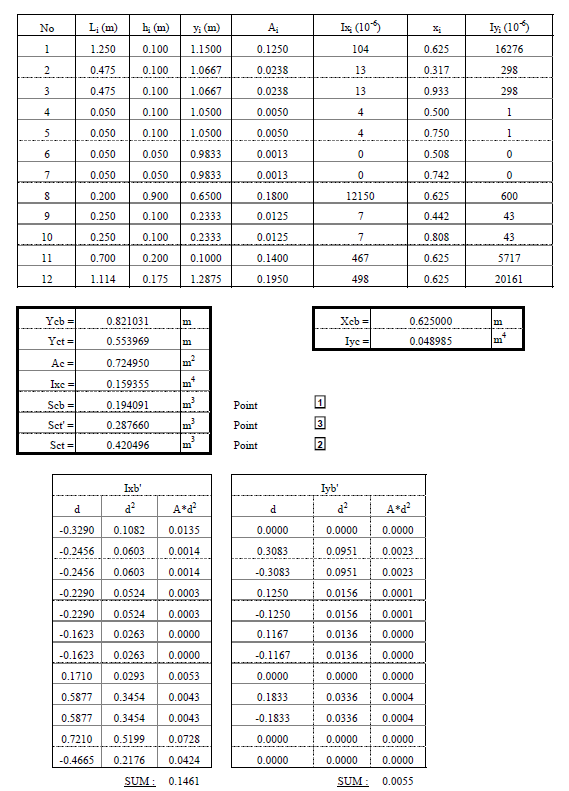 No Li (m) hi (m) yi (m) Ai Ixi (10-6) xi Iyi (10-6)
1 1.250 0.100 1.1500 0.1250 104 0.625 16276
2 0.475 0.100 1.0667 0.0238 13 0.317 298
3 0.475 0.100 1.0667 0.0238 13 0.933 298
4 0.050 0.100 1.0500 0.0050 4 0.500 1
5 0.050 0.100 1.0500 0.0050 4 0.750 1
6 0.050 0.050 0.9833 0.0013 0 0.508 0
7 0.050 0.050 0.9833 0.0013 0 0.742 0
8 0.200 0.900 0.6500 0.1800 12150 0.625 600
9 0.250 0.100 0.2333 0.0125 7 0.442 43
10 0.250 0.100 0.2333 0.0125 7 0.808 43
11 0.700 0.200 0.1000 0.1400 467 0.625 5717
12 1.114 0.175 1.2875 0.1950 498 0.625 20161
Ycb = 0.821031 m Xcb = 0.625000 m
Yct = 0.553969 m Iyc = 0.048985 m4
Ac = 0.724950 m2
Ixc = 0.159355 m4
Scb = 0.194091 m3 Point 1
Sct' = 0.287660 m3 Point 3
Sct = 0.420496 m3 Point 2
Ixb' Iyb'
d d2 A*d2 d d2 A*d2
-0.3290 0.1082 0.0135 0.0000 0.0000 0.0000
-0.2456 0.0603 0.0014 0.3083 0.0951 0.0023
-0.2456 0.0603 0.0014 -0.3083 0.0951 0.0023
-0.2290 0.0524 0.0003 0.1250 0.0156 0.0001
-0.2290 0.0524 0.0003 -0.1250 0.0156 0.0001
-0.1623 0.0263 0.0000 0.1167 0.0136 0.0000
-0.1623 0.0263 0.0000 -0.1167 0.0136 0.0000
0.1710 0.0293 0.0053 0.0000 0.0000 0.0000
0.5877 0.3454 0.0043 0.1833 0.0336 0.0004
0.5877 0.3454 0.0043 -0.1833 0.0336 0.0004
0.7210 0.5199 0.0728 0.0000 0.0000 0.0000
-0.4665 0.2176 0.0424 0.0000 0.0000 0.0000
SUM : 0.1461 SUM : 0.0055